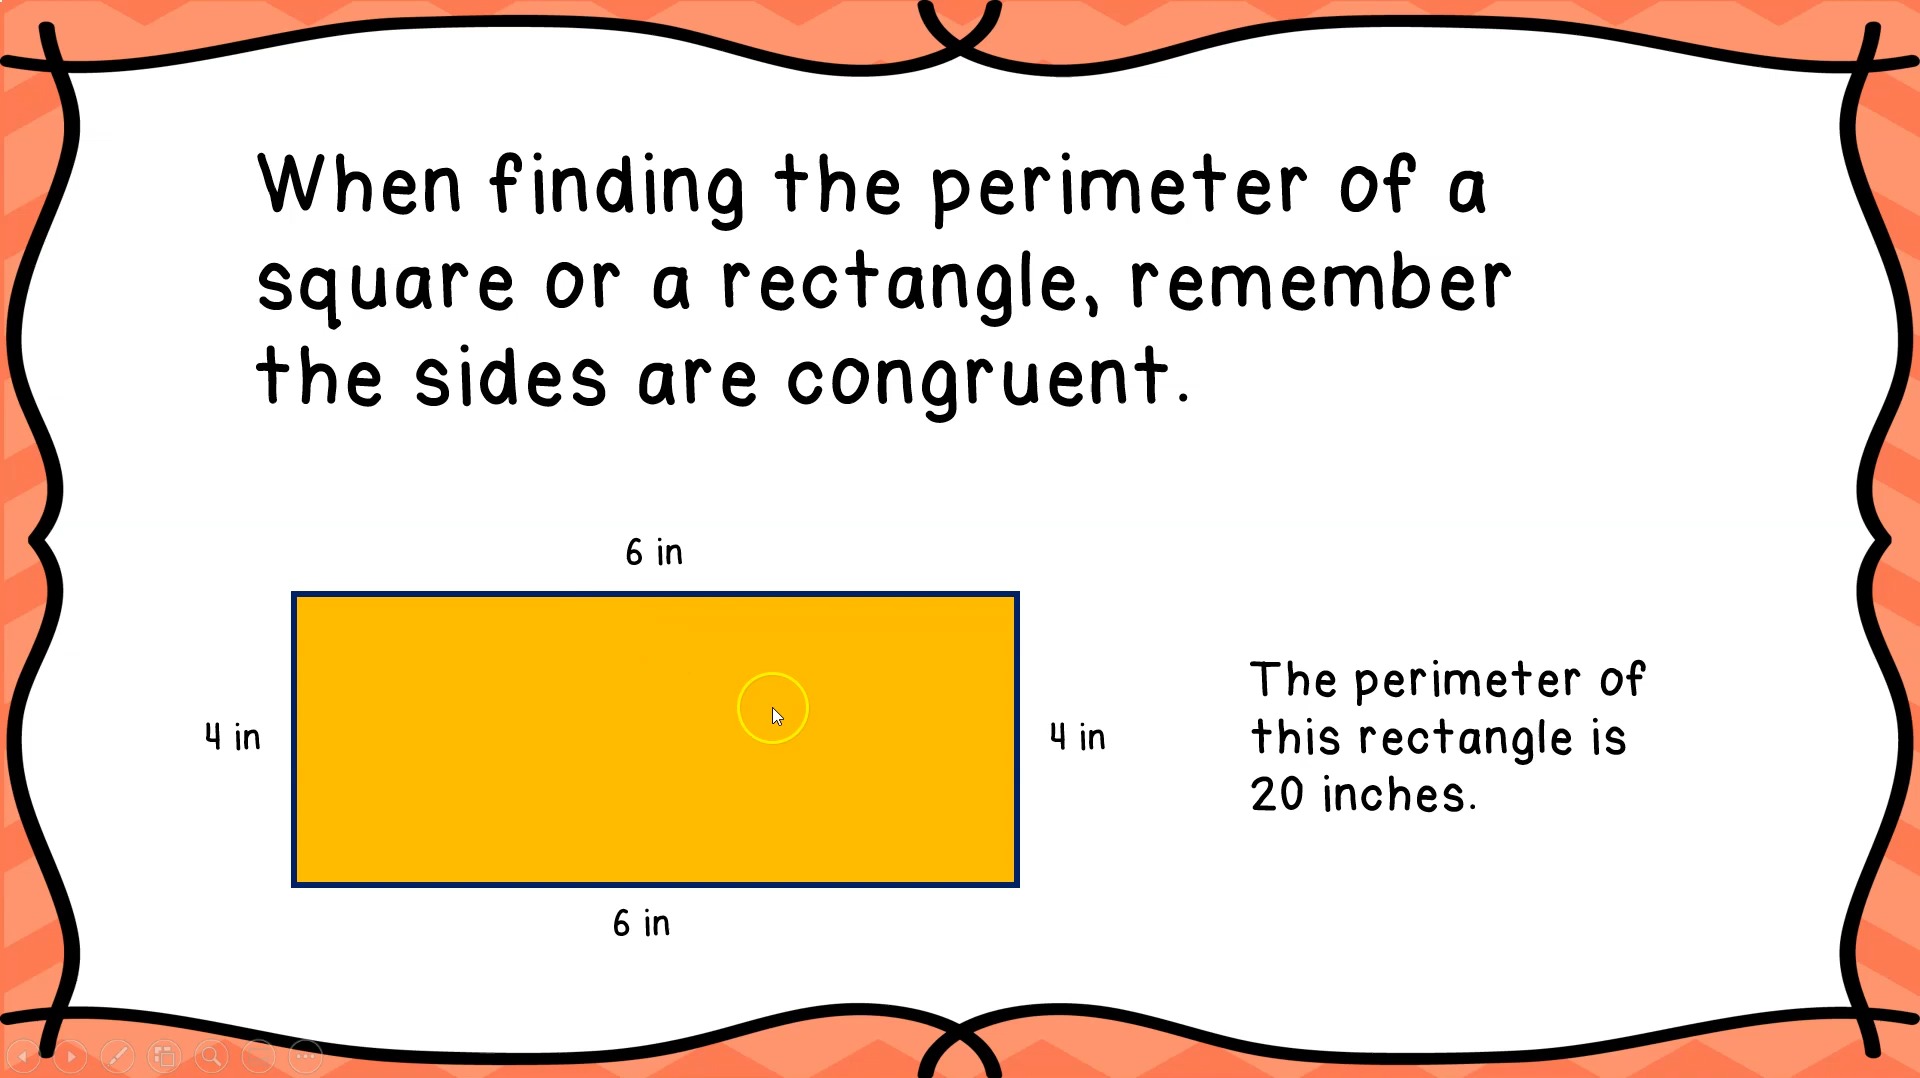 When finding the perimeter of a
square or a rectangle, remember
the sides are congruent.
6 in
4 in
4 in
The perimeter of
this rectangle is
20 inches.
6 in